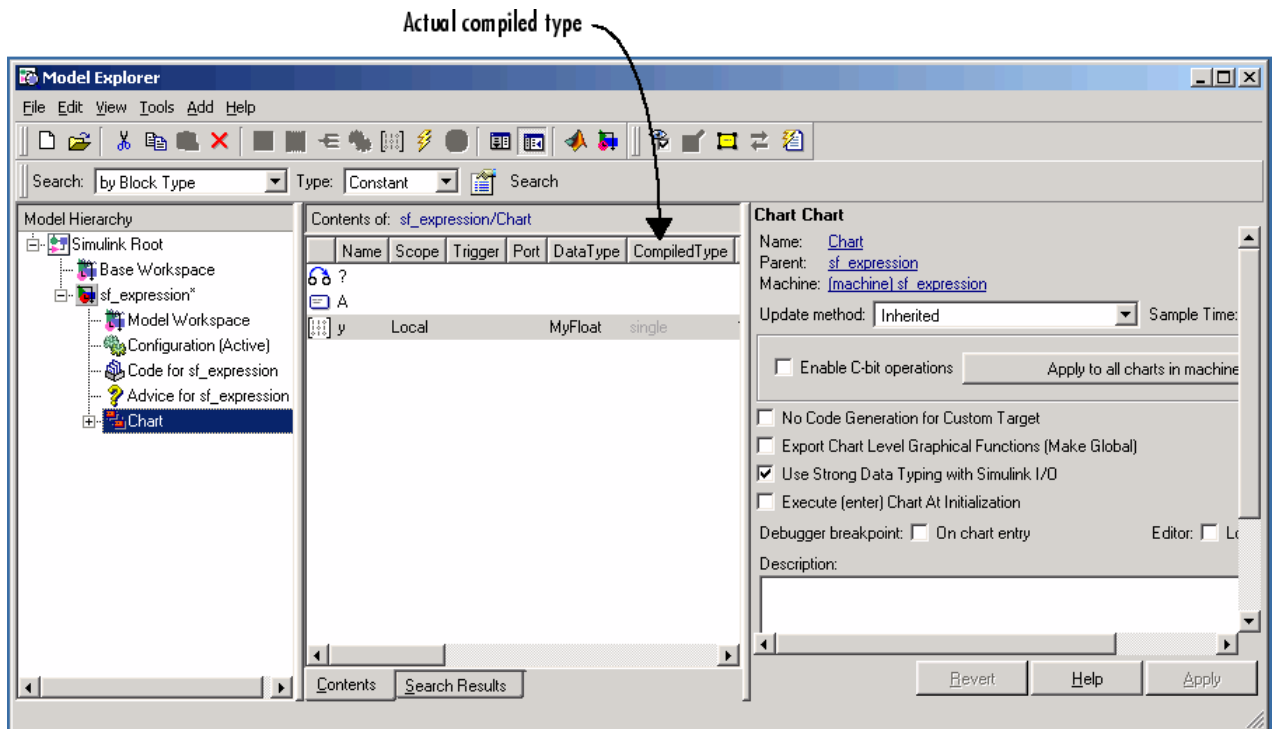 Actual compiled type
Model Explorer
File Edit View Tools Add Help
Search: by Block Type Type: Constant Search
Model Hierarchy
Simulink Root
Base Workspace
sf_expression*
Model Workspace
Configuration (Active)
Code for sf_expression
Advice for sf_expression
Chart
Contents of: sf_expression/Chart
Name Scope Trigger Port DataType CompiledType
?
A
y Local MyFloat single
Contents Search Results
Chart Chart
Name: Chart
Parent: sf_expression
Machine: (machine) sf_expression
Update method: Inherited Sample Time:
Enable C-bit operations Apply to all charts in machine
No Code Generation for Custom Target
Export Chart Level Graphical Functions (Make Global)
Use Strong Data Typing with Simulink I/O
Execute (enter) Chart At Initialization
Debugger breakpoint: On chart entry Editor:
Description:
Revert Help Apply